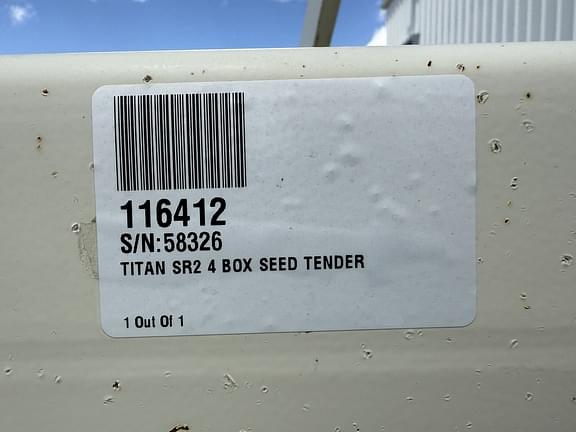 116412
S/N:58326
TITAN SR2 4 BOX SEED TENDER
1 Out Of 1